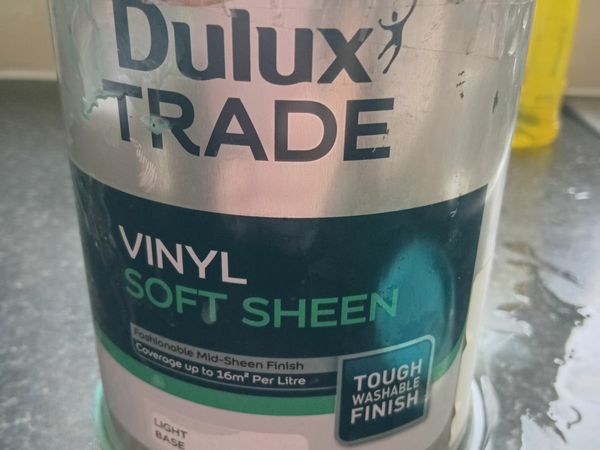 Dulux
TRADE
VINYL
SOFT SHEEN
Fashionable Mid-Sheen Finish
Coverage up to 16m² Per Litre
TOUGH
WASHABLE
FINISH
LIGHT
BASE